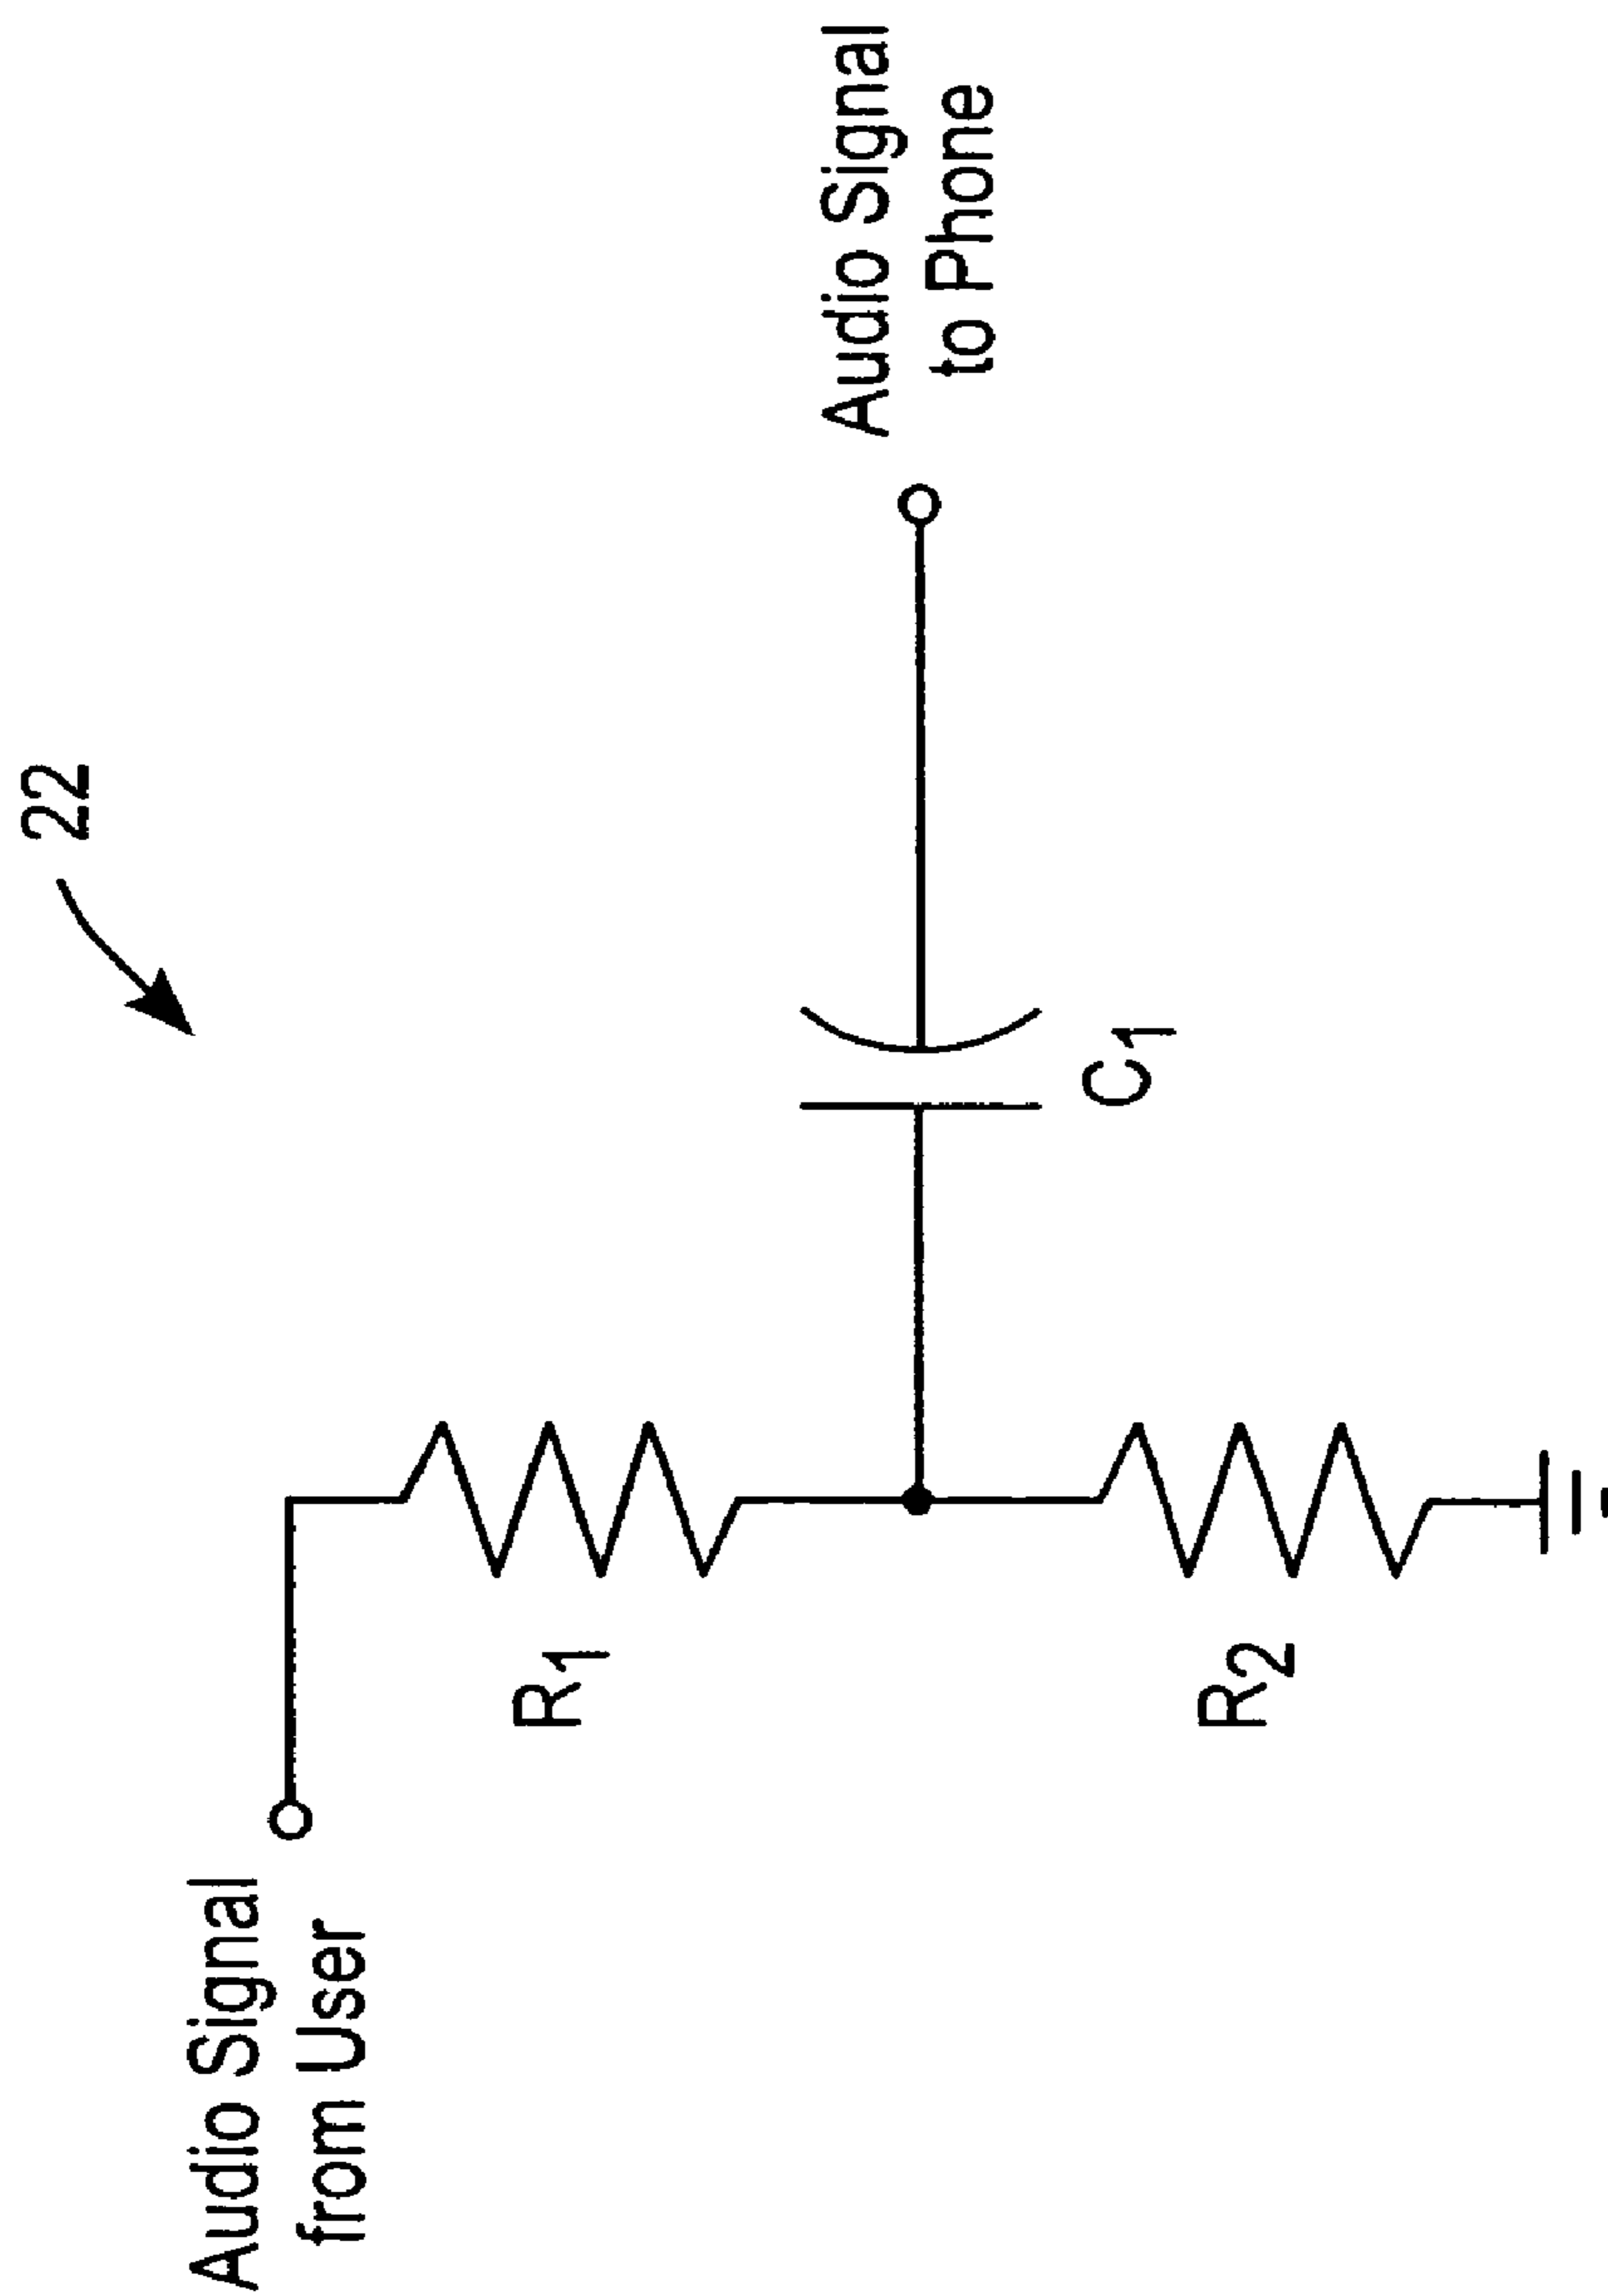 22
Audio Signal
from User
R1
R2
C1
Audio Signal
to Phone